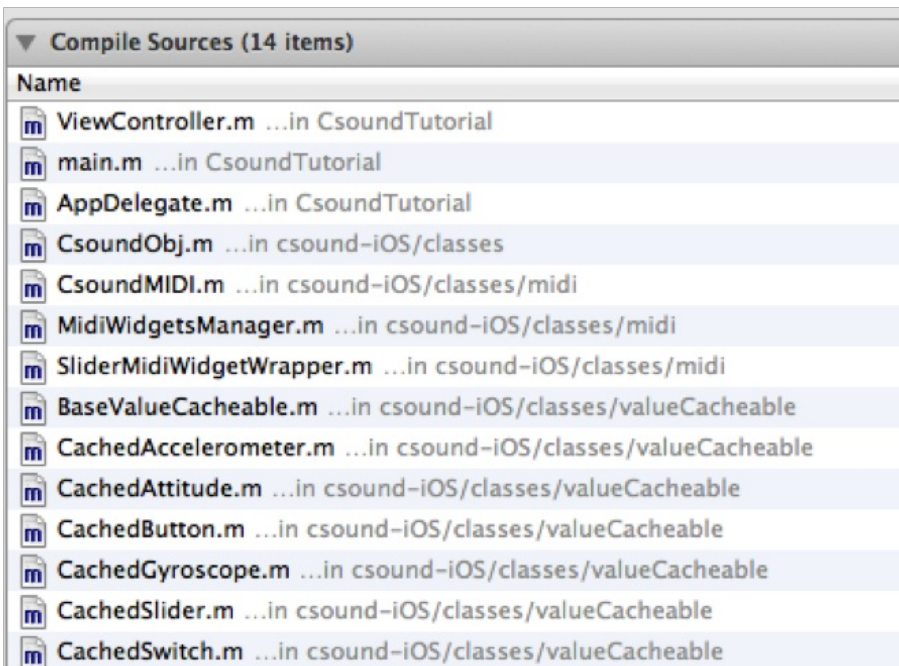 Compile Sources (14 items)
Name
m ViewController.m ...in CsoundTutorial
m main.m ...in CsoundTutorial
m AppDelegate.m ...in CsoundTutorial
m CsoundObj.m ...in csound-iOS/classes
m CsoundMIDI.m ...in csound-iOS/classes/midi
m MidiWidgetsManager.m ...in csound-iOS/classes/midi
m SliderMidiWidgetWrapper.m ...in csound-iOS/classes/midi
m BaseValueCacheable.m ...in csound-iOS/classes/valueCacheable
m CachedAccelerometer.m ...in csound-iOS/classes/valueCacheable
m CachedAttitude.m ...in csound-iOS/classes/valueCacheable
m CachedButton.m ...in csound-iOS/classes/valueCacheable
m CachedGyroscope.m ...in csound-iOS/classes/valueCacheable
m CachedSlider.m ...in csound-iOS/classes/valueCacheable
m CachedSwitch.m ...in csound-iOS/classes/valueCacheable